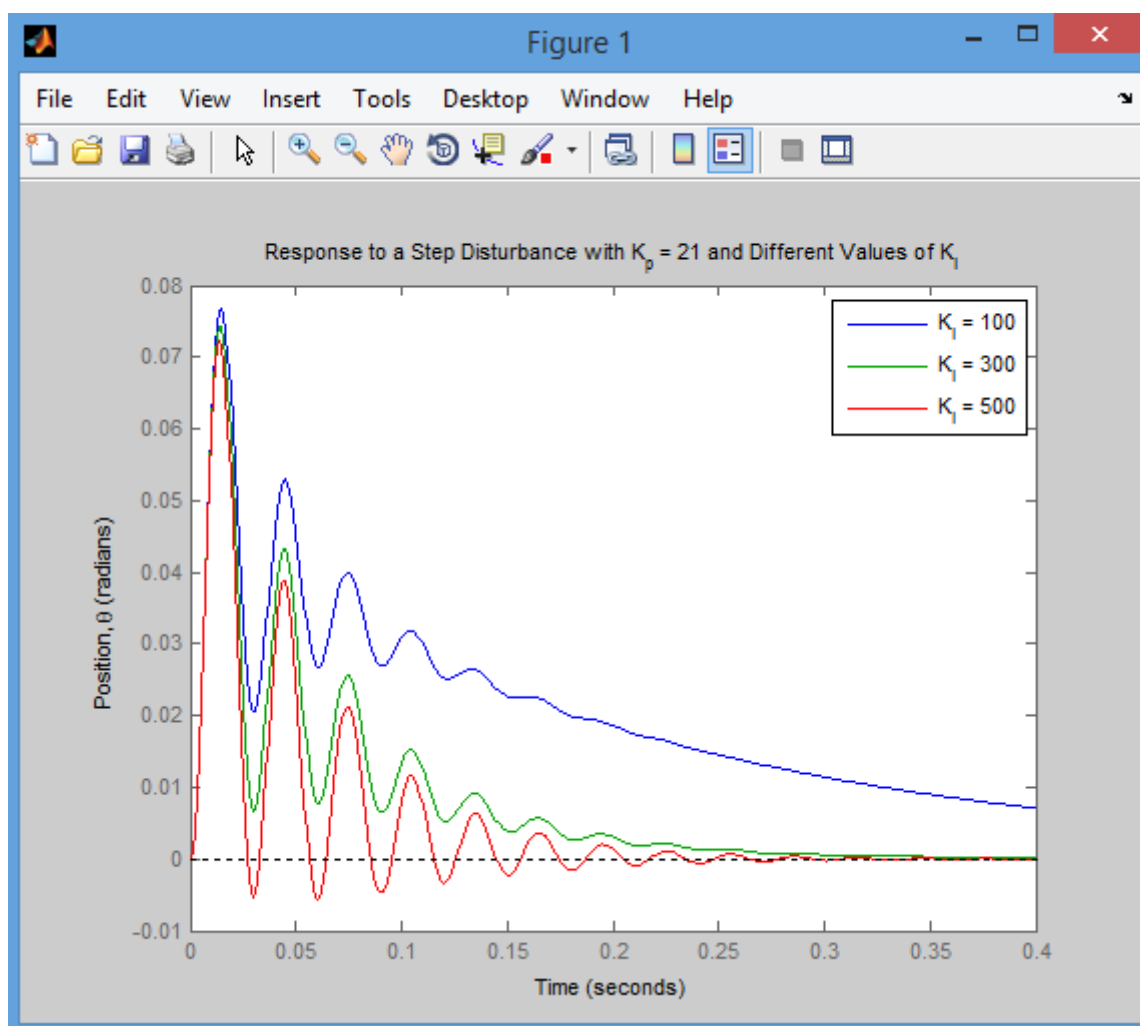 Figure 1
File Edit View Insert Tools Desktop Window Help
Response to a Step Disturbance with Kp = 21 and Different Values of KI
KI = 100
KI = 300
KI = 500
0.08
0.07
0.06
0.05
0.04
0.03
0.02
0.01
0
-0.01
Position, θ (radians)
0 0.05 0.1 0.15 0.2 0.25 0.3 0.35 0.4
Time (seconds)